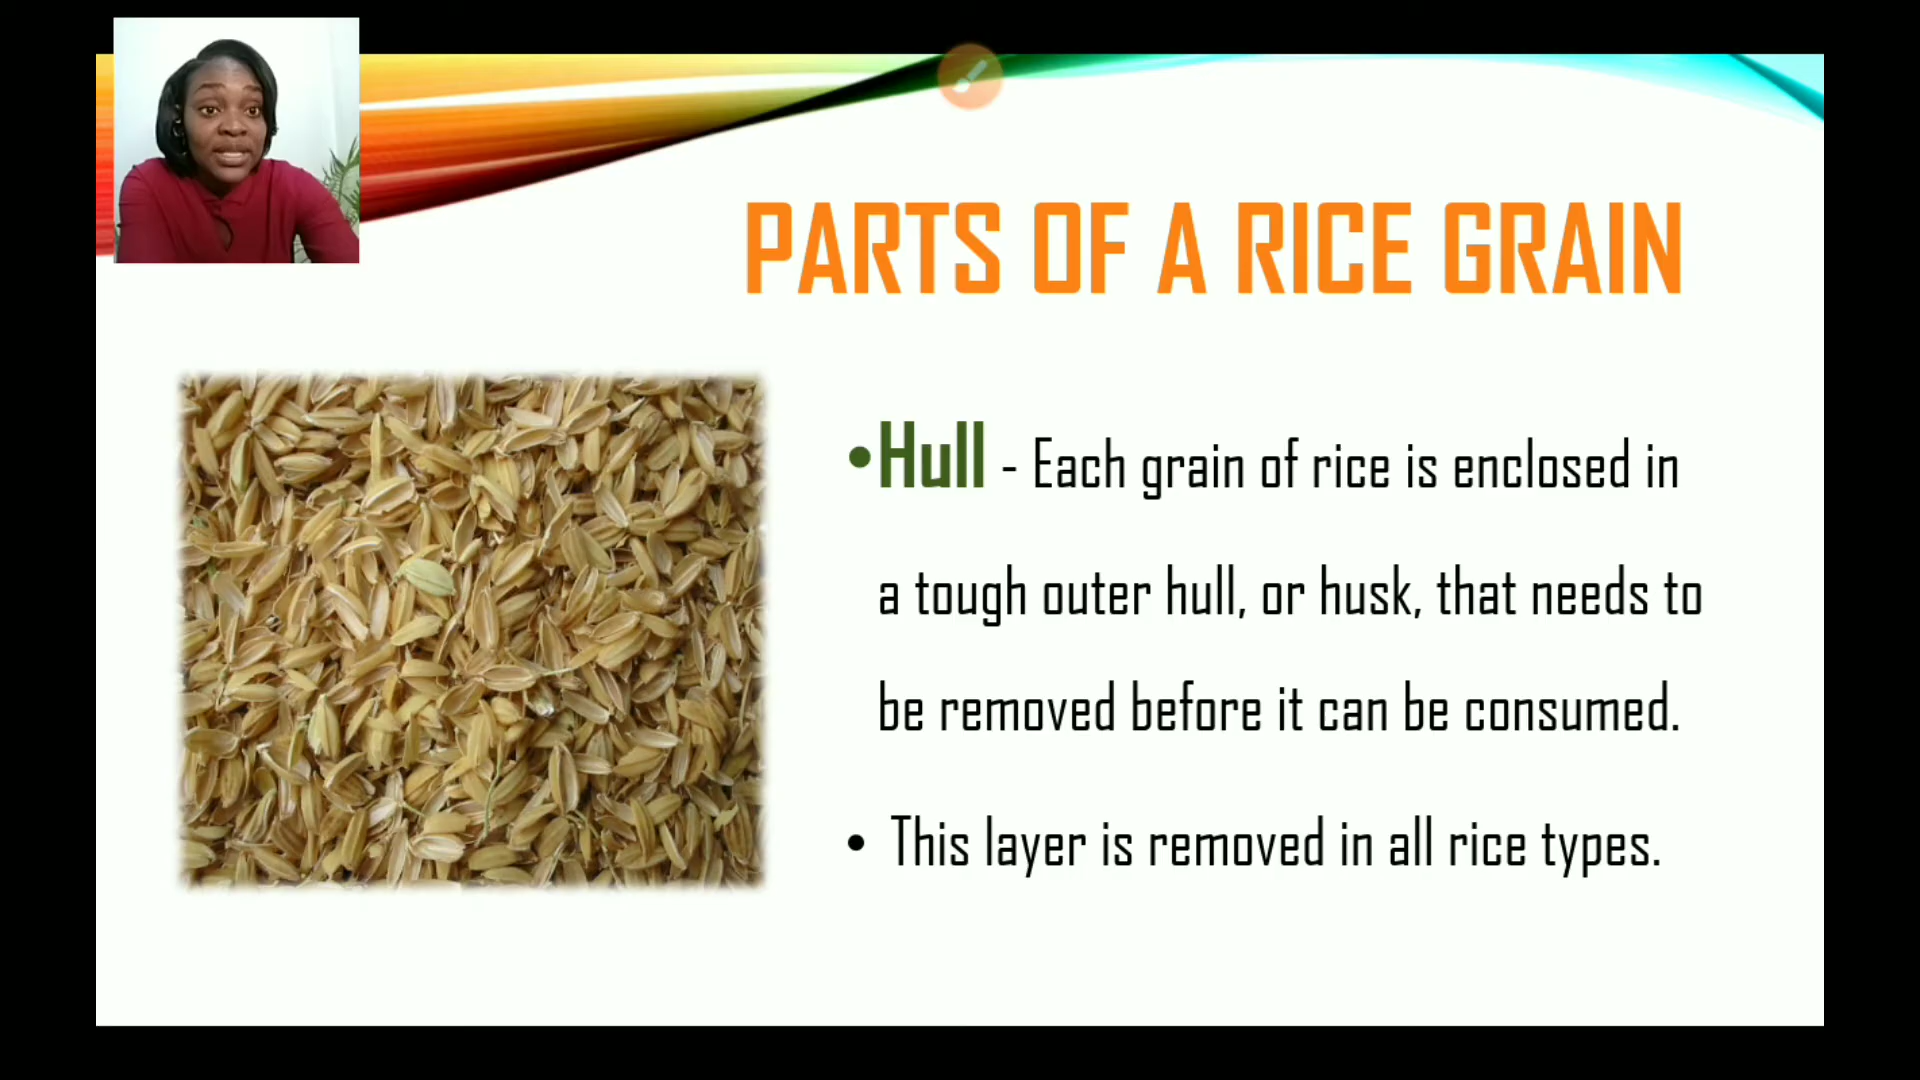 PARTS OF A RICE GRAIN
•Hull - Each grain of rice is enclosed in
a tough outer hull, or husk, that needs to
be removed before it can be consumed.
• This layer is removed in all rice types.